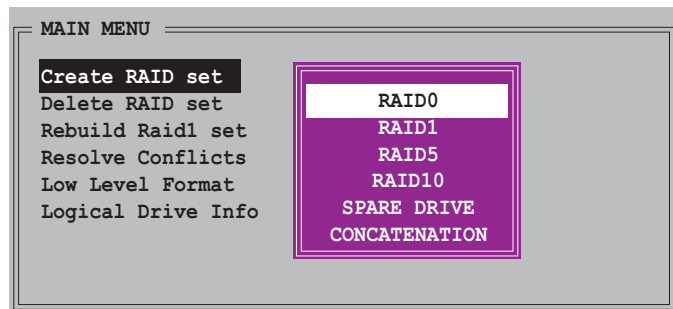 MAIN MENU
Create RAID set
Delete RAID set
Rebuild Raid1 set
Resolve Conflicts
Low Level Format
Logical Drive Info
RAID0
RAID1
RAID5
RAID10
SPARE DRIVE
CONCATENATION